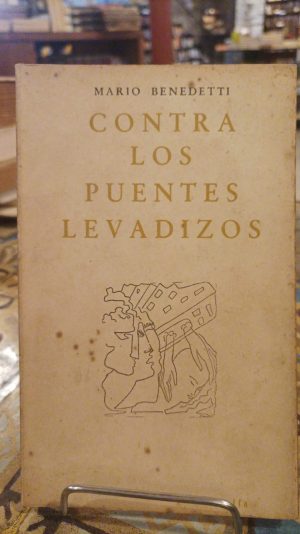 MARIO BENEDETTI
CONTRA
LOS
PUENTES
LEVADIZOS